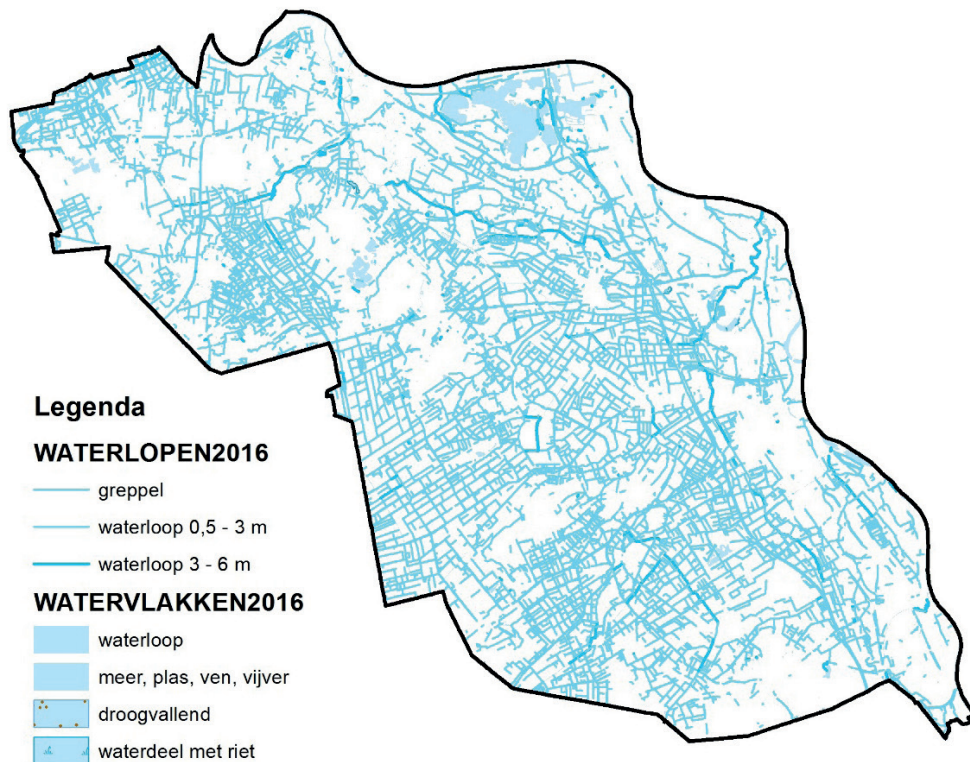 Legenda
WATERLOPEN2016
greppel
waterloop 0,5 - 3 m
waterloop 3 - 6 m
WATERVLAKKEN2016
waterloop
meer, plas, ven, vijver
droogvallend
waterdeel met riet